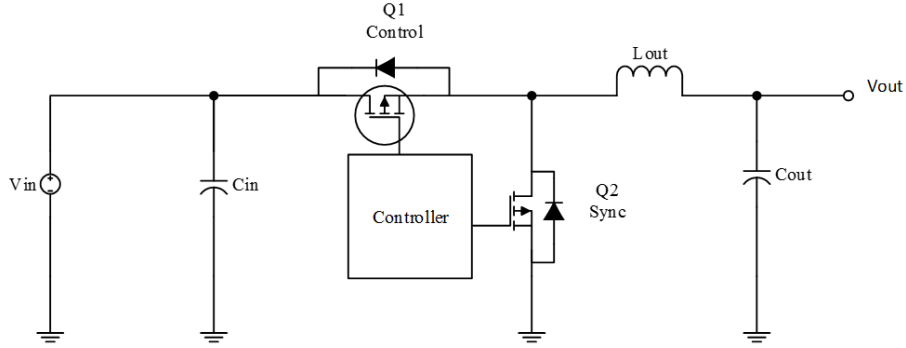 Q1
Control
Lout
Vout
Vin
Cin
Controller
Q2
Sync
Cout